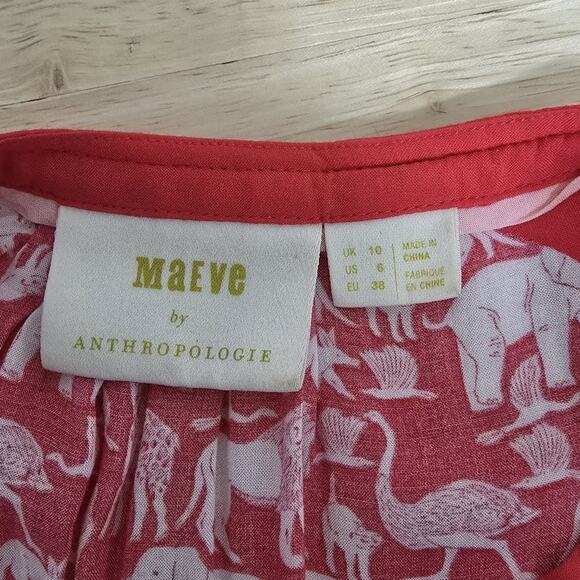 MaEve
by
ANTHROPOLOGIE
UK 10
US 6
EU 38
MADE IN
CHINA
FABRIQUÉ
EN CHINE